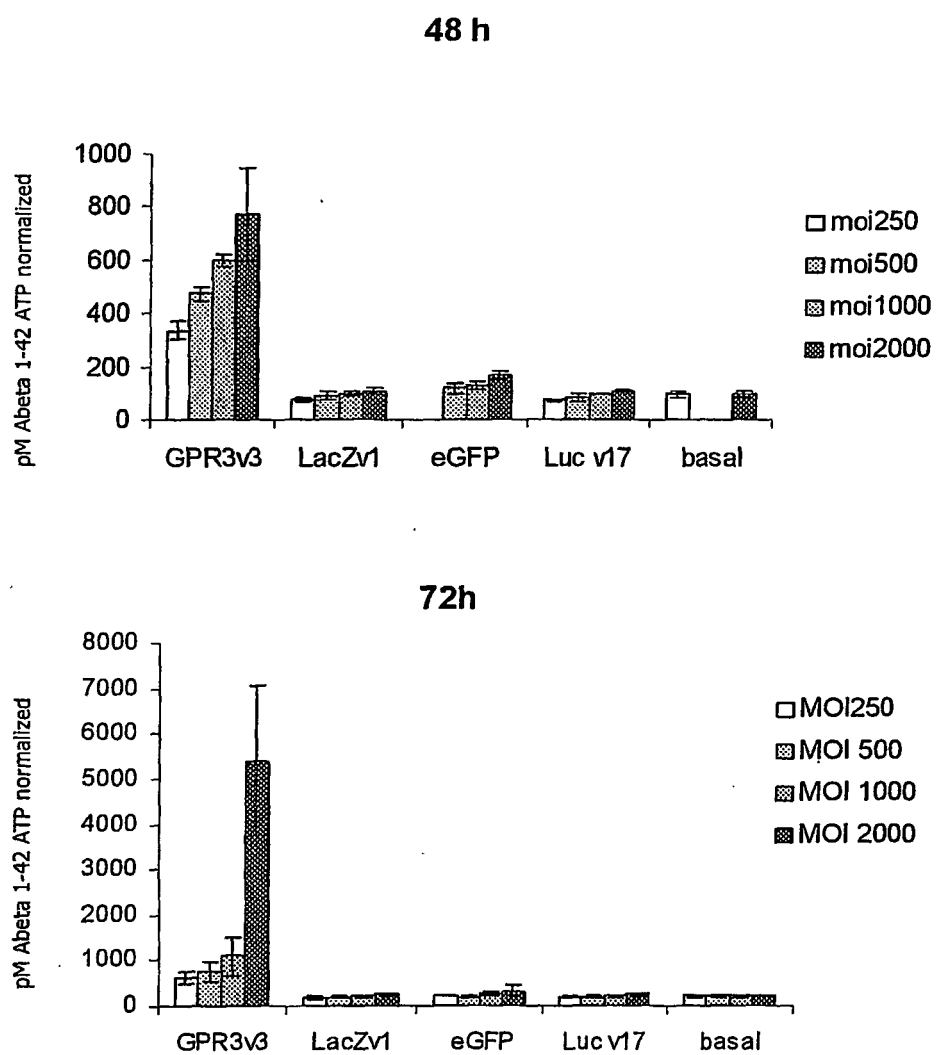 48 h
pM Abeta 1-42 ATP normalized
1000
800
600
400
200
0
GPR3v3 LacZv1 eGFP Luc v17 basal
moi250
moi500
moi1000
moi2000
72h
pM Abeta 1-42 ATP normalized
8000
7000
6000
5000
4000
3000
2000
1000
0
GPR3v3 LacZv1 eGFP Luc v17 basal
MOI250
MOI 500
MOI 1000
MOI 2000